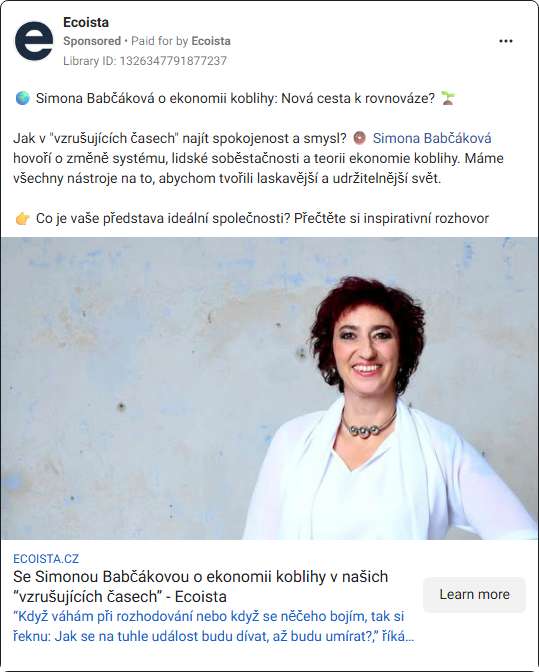 Ecoista
Sponsored • Paid for by Ecoista
Library ID: 1326347791877237
🌍 Simona Babčáková o ekonomii koblihy: Nová cesta k rovnováze? 🌱
Jak v "vzrušujících časech" najít spokojenost a smysl? 🍩 Simona Babčáková
hovoří o změně systému, lidské soběstačnosti a teorii ekonomie koblihy. Máme
všechny nástroje na to, abychom tvořili laskavější a udržitelnější svět.
👉 Co je vaše představa ideální společnosti? Přečtěte si inspirativní rozhovor
ECOISTA.CZ
Se Simonou Babčákovou o ekonomii koblihy v našich
“vzrušujících časech” - Ecoista
“Když váhám při rozhodování nebo když se něčeho bojím, tak si
řeknu: Jak se na tuhle událost budu dívat, až budu umírat?,” říká…
Learn more